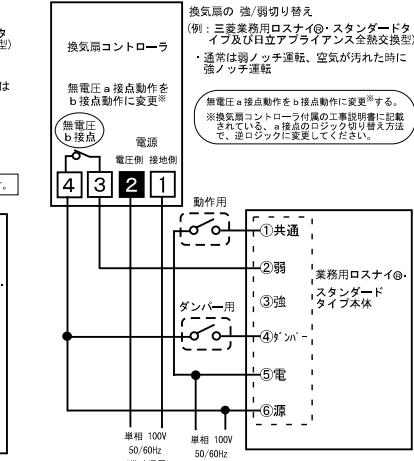 換気扇の 強/弱切り替え
(例：三菱業務用ロスナイ®・スタンダードタ
イプ及び日立アプライアンス全熱交換型)
・通常は弱ノッチ運転、空気が汚れた時に
強ノッチ運転
無電圧a接点動作をb接点動作に変更※する。
※換気扇コントローラ付属の工事説明書に記載
されている、a接点のロジック切り替え方法
で、逆ロジックに変更してください。
タ
型)
は
す。
換気扇コントローラ
無電圧a接点動作を
b接点動作に変更※
無電圧
b接点
電源
電圧側 接地側
4 3 2 1
動作用
①共通
②弱
業務用ロスナイ®・
スタンダード
タイプ本体
③強
ダンパー用
④ダンパー
⑤電
⑥源
単相 100V
50/60Hz
単相 100V
50/60Hz